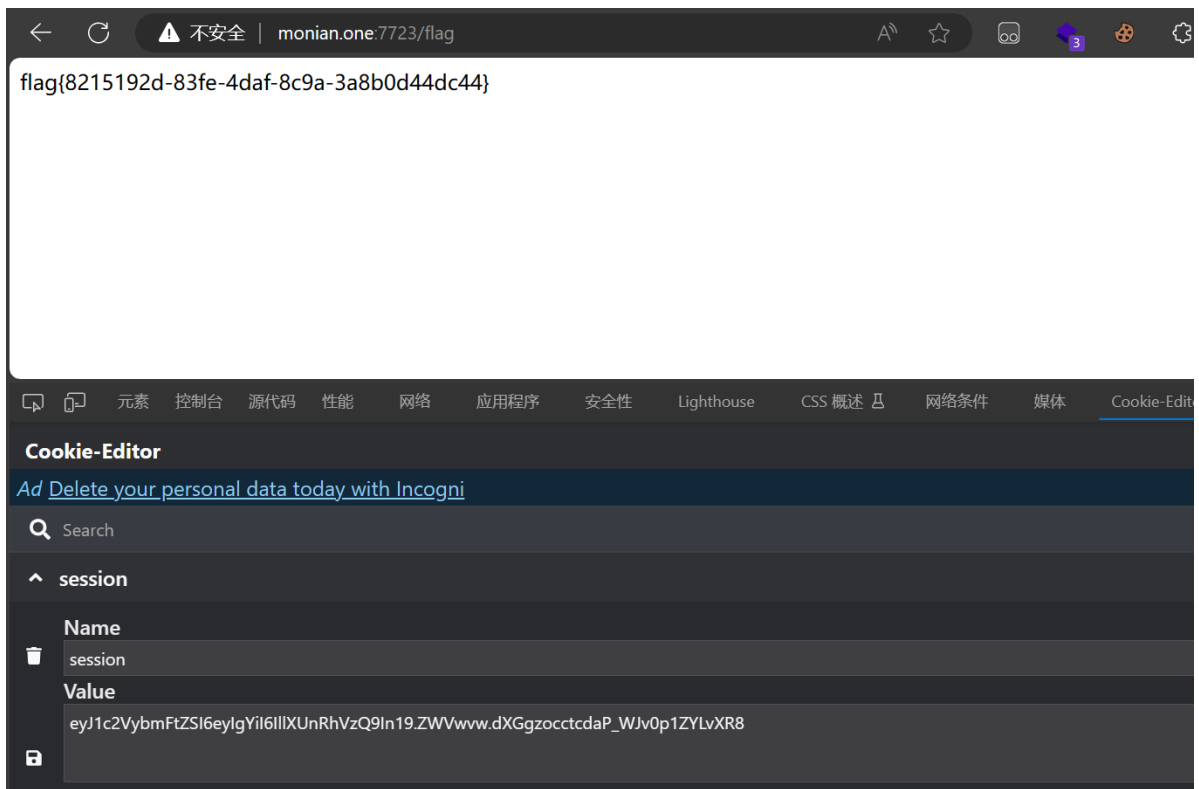 不安全 | monian.one:7723/flag
3
flag{8215192d-83fe-4daf-8c9a-3a8b0d44dc44}
元素 控制台 源代码 性能 网络 应用程序 安全性 Lighthouse CSS 概述 网络条件 媒体 Cookie-Edit
Cookie-Editor
Ad Delete your personal data today with Incogni
Search
session
Name
session
Value
eyJ1c2VybmFtZSI6eyIgYiI6IllXUnRhVzQ9In19.ZWVwvw.dXGgzocctcdaP_WJv0p1ZYLvXR8